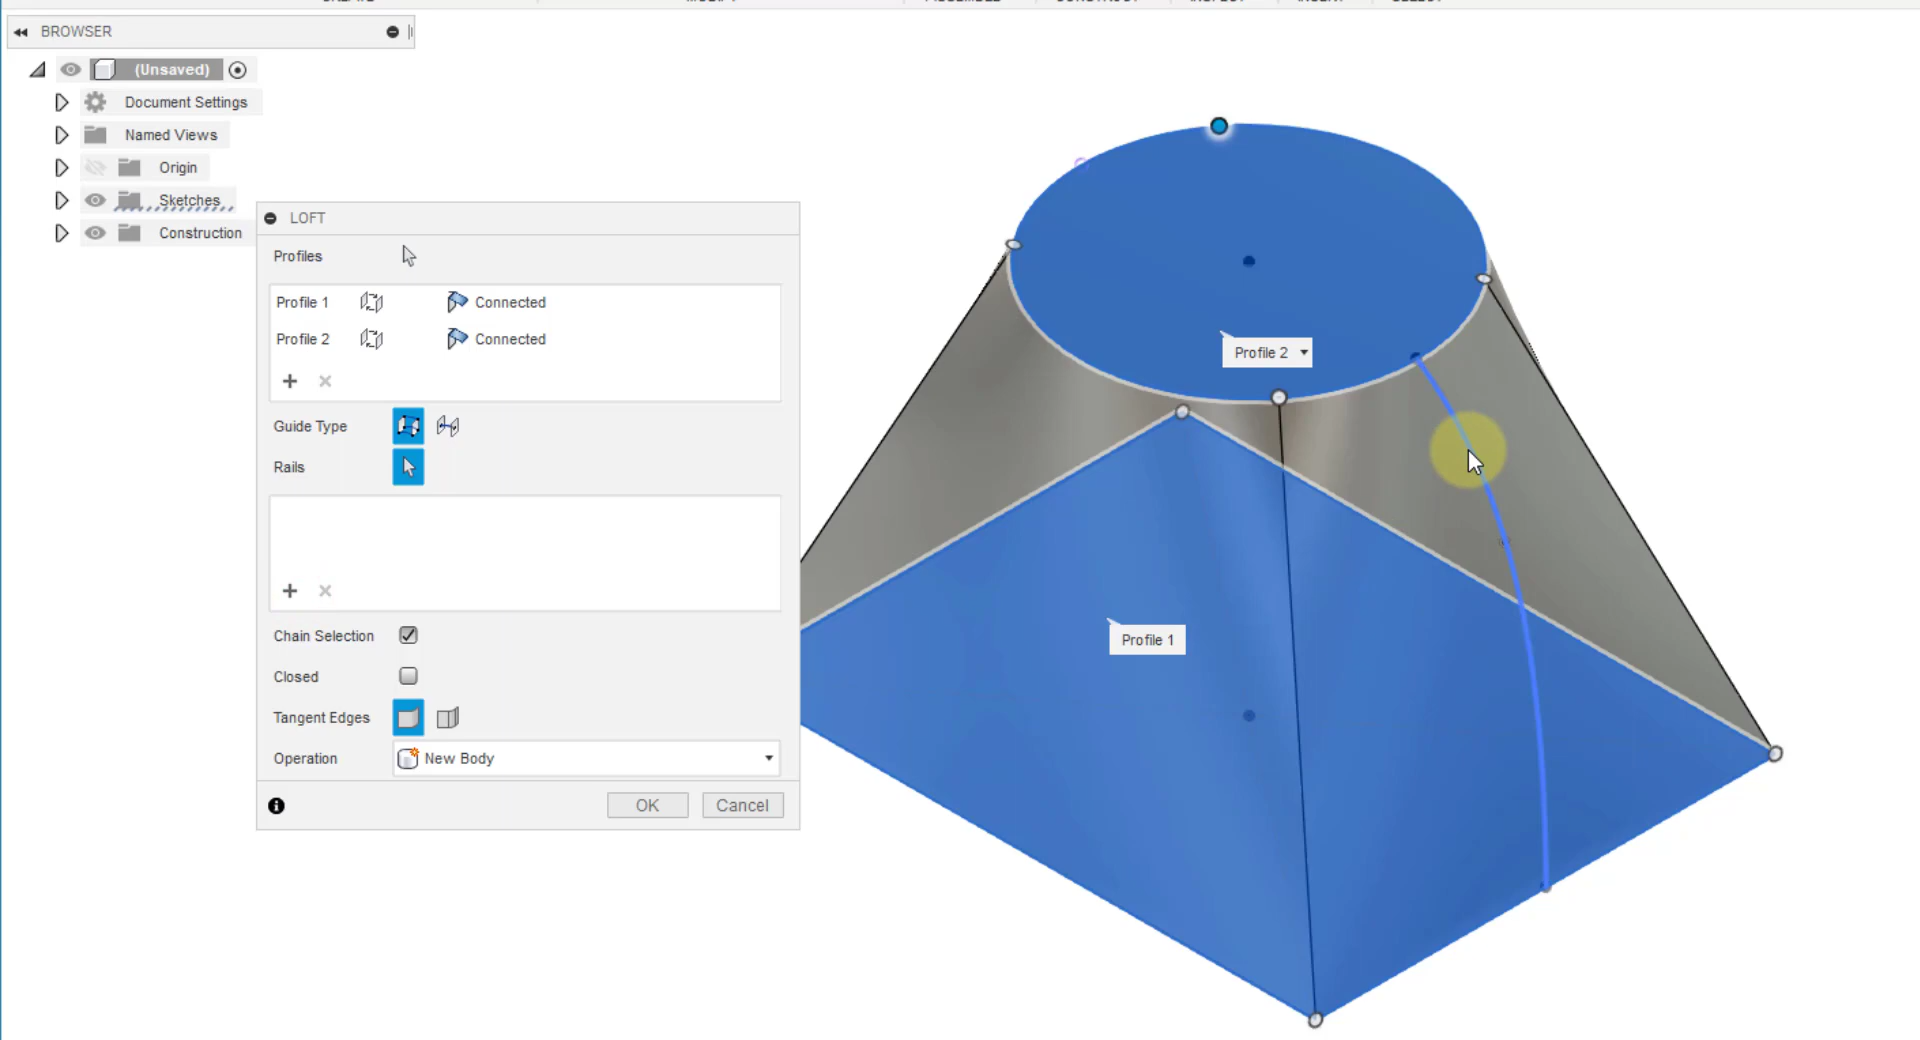 BROWSER
(Unsaved)
Document Settings
Named Views
Origin
Sketches
Construction
LOFT
Profiles
Profile 1 Connected
Profile 2 Connected
Guide Type
Rails
Chain Selection
Closed
Tangent Edges
Operation New Body
OK Cancel
Profile 2
Profile 1